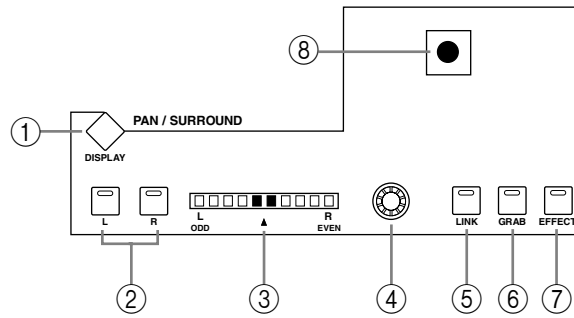 ⑧
PAN / SURROUND
①
DISPLAY
L R
L R
ODD EVEN
LINK GRAB EFFECT
② ③ ④ ⑤ ⑥ ⑦